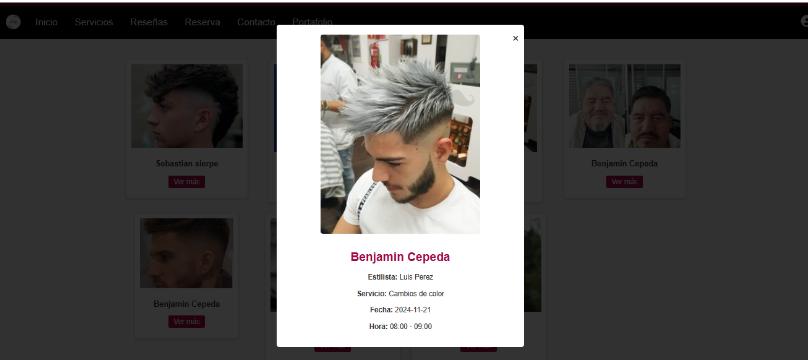 Inicio Servicios Reseñas Reserva Contacto Portafolio
×
Sebastian sierpe
Ver más
Benjamin Cepeda
Ver más
Benjamin Cepeda
Ver más
Benjamin Cepeda
Estilista: Luis Perez
Servicio: Cambios de color
Fecha: 2024-11-21
Hora: 08:00 - 09:00